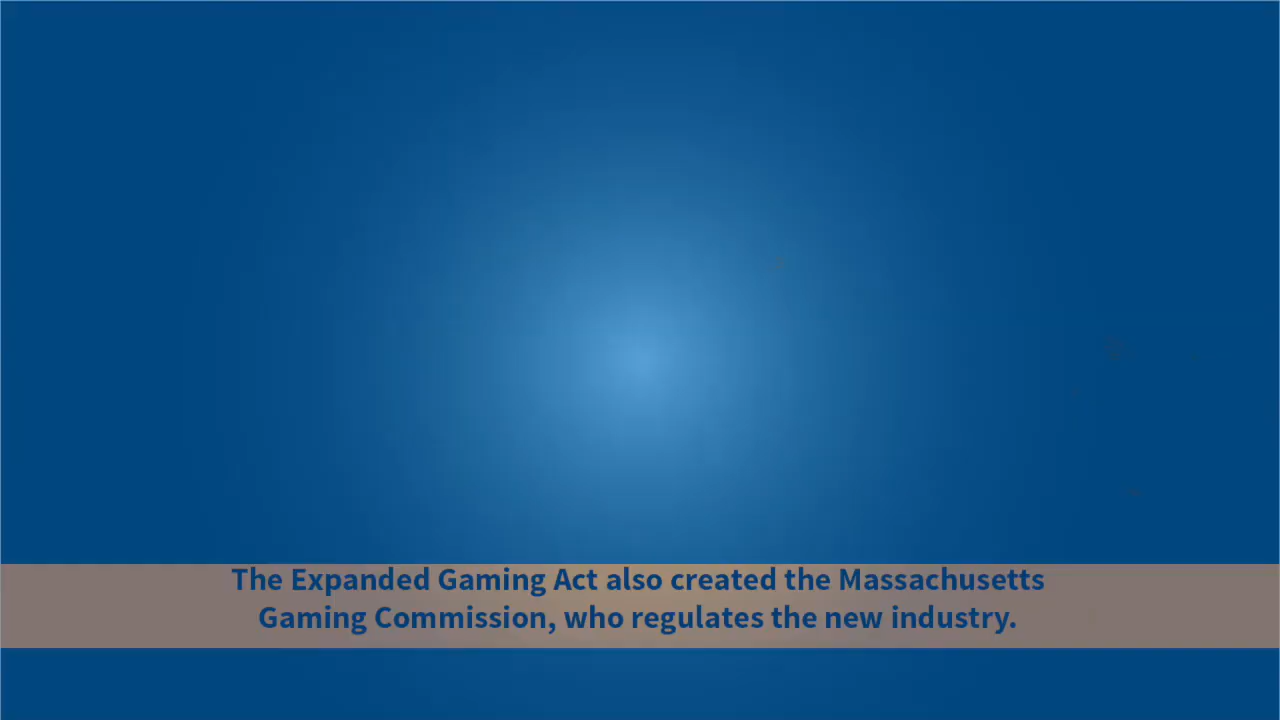 The Expanded Gaming Act also created the Massachusetts
Gaming Commission, who regulates the new industry.